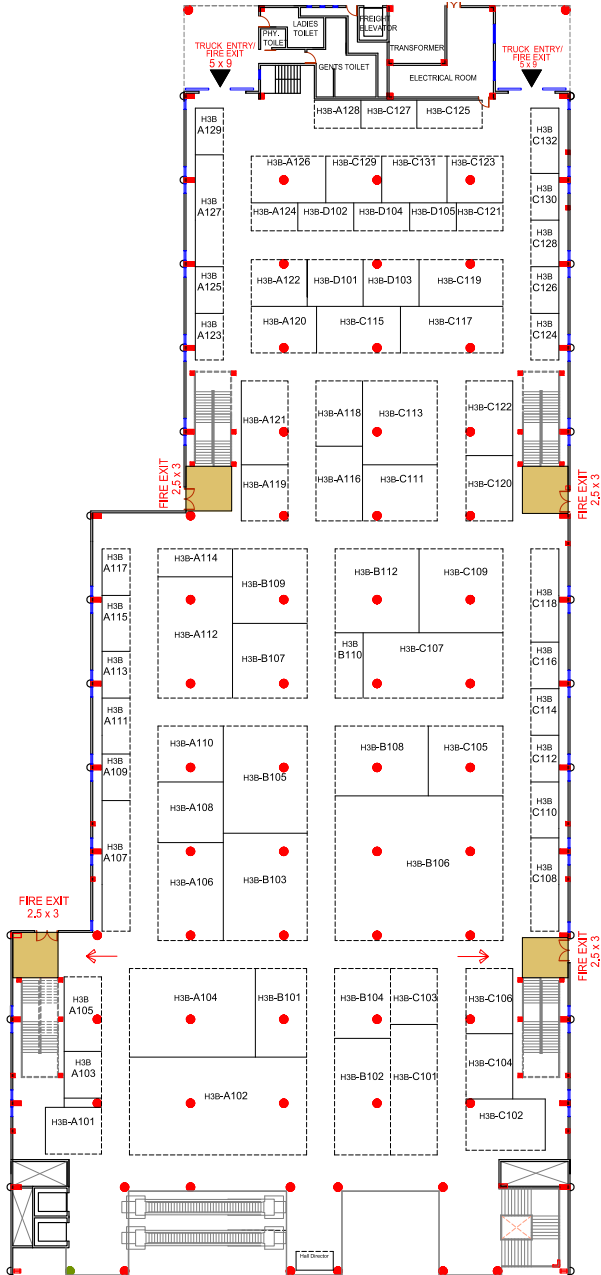 FREIGHT
ELEVATOR
LADIES
TOILET
PHY.
TOILET
GENTS TOILET
TRANSFORMER
ELECTRICAL ROOM
TRUCK ENTRY/
FIRE EXIT
5 x 9
TRUCK ENTRY/
FIRE EXIT
5 x 9
H3B
A129
H3B-A128
H3B-C127
H3B-C125
H3B
C132
H3B-A126
H3B-C129
H3B-C131
H3B-C123
H3B
A127
H3B
C130
H3B-A124
H3B-D102
H3B-D104
H3B-D105
H3B-C121
H3B
C128
H3B
A125
H3B-A122
H3B-D101
H3B-D103
H3B-C119
H3B
C126
H3B
A123
H3B-A120
H3B-C115
H3B-C117
H3B
C124
H3B-A121
H3B-A118
H3B-C113
H3B-C122
FIRE EXIT
2.5 x 3
H3B-A119
H3B-A116
H3B-C111
H3B-C120
FIRE EXIT
2.5 x 3
H3B
A117
H3B-A114
H3B-B109
H3B-B112
H3B-C109
H3B
C118
H3B
A115
H3B-A112
H3B-B107
H3B
B110
H3B-C107
H3B
A113
H3B
C116
H3B
A111
H3B
C114
H3B-A110
H3B-B105
H3B-B108
H3B-C105
H3B
C112
H3B
A109
H3B-A108
H3B
C110
H3B
A107
H3B-A106
H3B-B103
H3B-B106
H3B
C108
FIRE EXIT
2.5 x 3
FIRE EXIT
2.5 x 3
H3B
A105
H3B-A104
H3B-B101
H3B-B104
H3B-C103
H3B-C106
H3B
A103
H3B-A102
H3B-B102
H3B-C101
H3B-C104
H3B-A101
H3B-C102
Hall Director